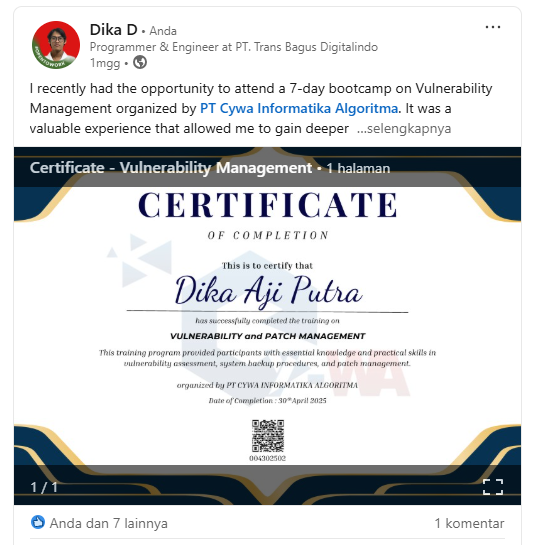 Dika D • Anda
Programmer & Engineer at PT. Trans Bagus Digitalindo
1mgg •
#OPENTOWORK
I recently had the opportunity to attend a 7-day bootcamp on Vulnerability
Management organized by PT Cywa Informatika Algoritma. It was a
valuable experience that allowed me to gain deeper ...selengkapnya
Certificate - Vulnerability Management • 1 halaman
CERTIFICATE
OF COMPLETION
This is to certify that
Dika Aji Putra
has successfully completed the training on
VULNERABILITY and PATCH MANAGEMENT
This training program provided participants with essential knowledge and practical skills in
vulnerability assessment, system backup procedures, and patch management.
organized by PT CYWA INFORMATIKA ALGORITMA
Date of Completion : 30th April 2025
004302502
1 / 1
Anda dan 7 lainnya
1 komentar